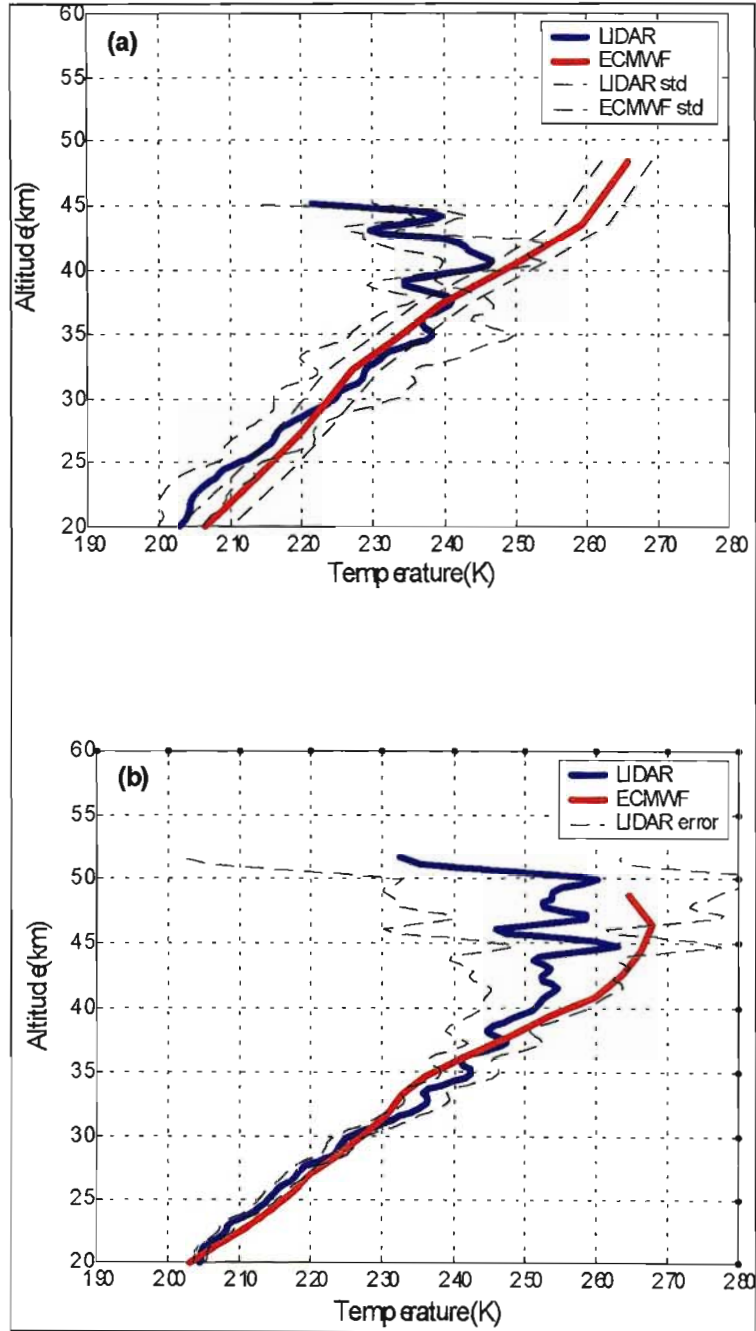 (a)
LIDAR
ECMWF
LIDAR std
ECMWF std
60
55
50
45
40
35
30
25
20
Altitude(km)
190 200 210 220 230 240 250 260 270 280
Temperature(K)
(b)
LIDAR
ECMWF
LIDAR error
60
55
50
45
40
35
30
25
20
Altitude(km)
190 200 210 220 230 240 250 260 270 280
Temperature(K)